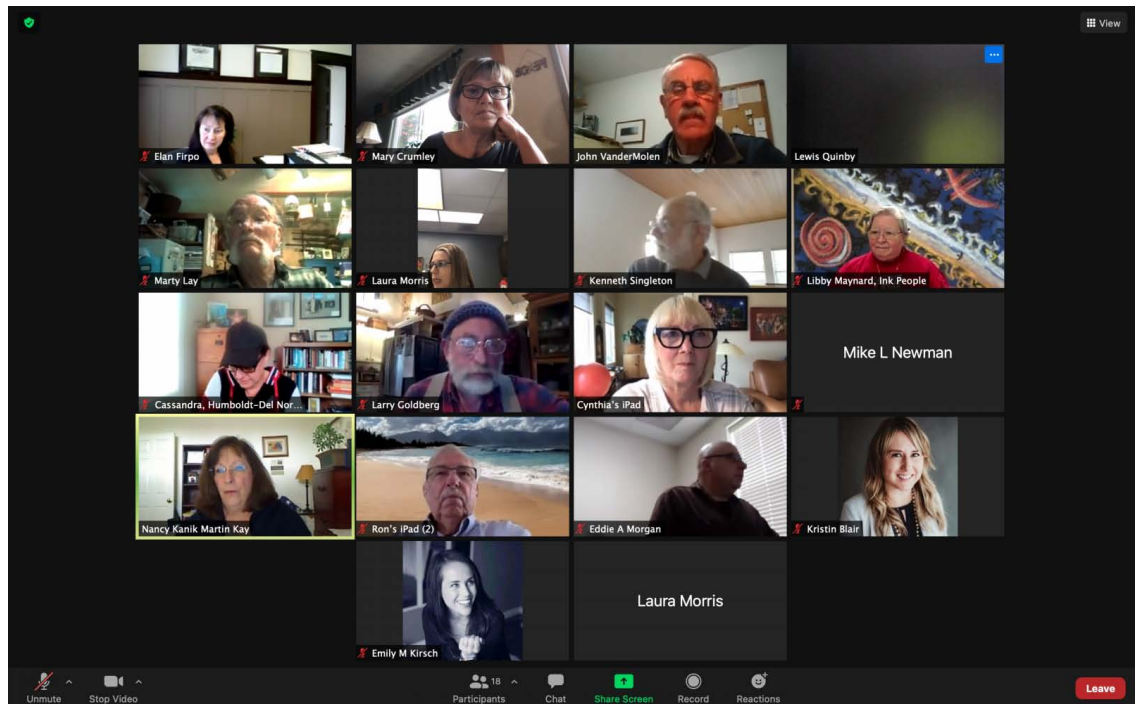 View
Elan Firpo
Mary Crumley
John VanderMolen
Lewis Quinby
Marty Lay
Laura Morris
Kenneth Singleton
Libby Maynard, Ink People
Cassandra, Humboldt-Del Nor...
Larry Goldberg
Cynthia's iPad
Mike L Newman
Nancy Kanik Martin Kay
Ron's iPad (2)
Eddie A Morgan
Kristin Blair
Emily M Kirsch
Laura Morris
Unmute
Stop Video
18
Participants
Chat
Share Screen
Record
Reactions
Leave